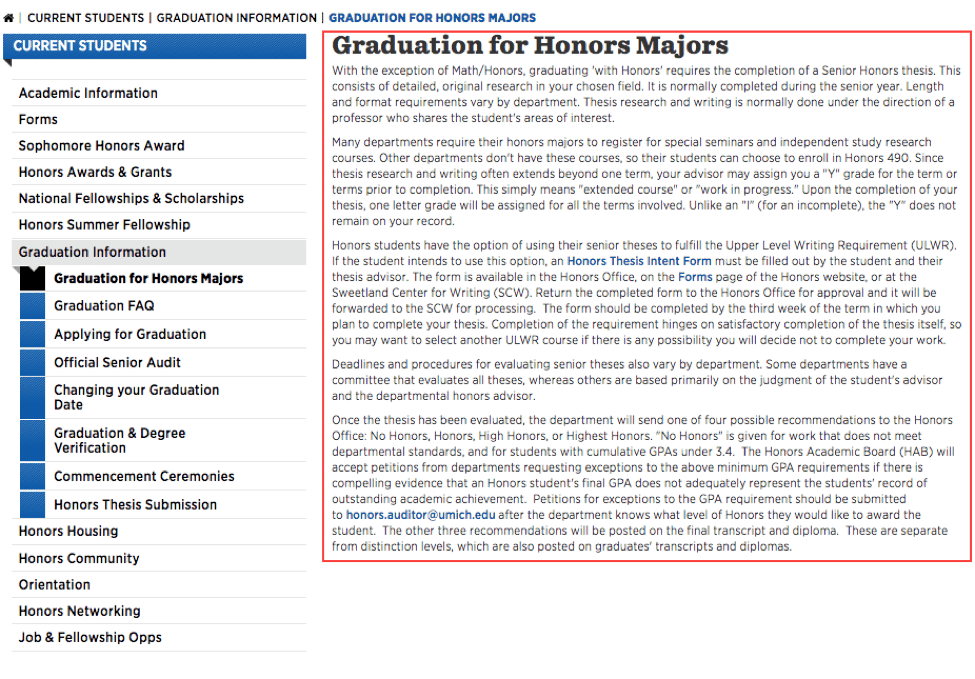 CURRENT STUDENTS | GRADUATION INFORMATION | GRADUATION FOR HONORS MAJORS
CURRENT STUDENTS
Academic Information
Forms
Sophomore Honors Award
Honors Awards & Grants
National Fellowships & Scholarships
Honors Summer Fellowship
Graduation Information
Graduation for Honors Majors
Graduation FAQ
Applying for Graduation
Official Senior Audit
Changing your Graduation
Date
Graduation & Degree
Verification
Commencement Ceremonies
Honors Thesis Submission
Honors Housing
Honors Community
Orientation
Honors Networking
Job & Fellowship Opps
Graduation for Honors Majors
With the exception of Math/Honors, graduating 'with Honors' requires the completion of a Senior Honors thesis. This
consists of detailed, original research in your chosen field. It is normally completed during the senior year. Length
and format requirements vary by department. Thesis research and writing is normally done under the direction of a
professor who shares the student's areas of interest.
Many departments require their honors majors to register for special seminars and independent study research
courses. Other departments don't have these courses, so their students can choose to enroll in Honors 490. Since
thesis research and writing often extends beyond one term, your advisor may assign you a "Y" grade for the term or
terms prior to completion. This simply means "extended course" or "work in progress." Upon the completion of your
thesis, one letter grade will be assigned for all the terms involved. Unlike an "I" (for an incomplete), the "Y" does not
remain on your record.
Honors students have the option of using their senior theses to fulfill the Upper Level Writing Requirement (ULWR).
If the student intends to use this option, an Honors Thesis Intent Form must be filled out by the student and their
thesis advisor. The form is available in the Honors Office, on the Forms page of the Honors website, or at the
Sweetland Center for Writing (SCW). Return the completed form to the Honors Office for approval and it will be
forwarded to the SCW for processing. The form should be completed by the third week of the term in which you
plan to complete your thesis. Completion of the requirement hinges on satisfactory completion of the thesis itself, so
you may want to select another ULWR course if there is any possibility you will decide not to complete your work.
Deadlines and procedures for evaluating senior theses also vary by department. Some departments have a
committee that evaluates all theses, whereas others are based primarily on the judgment of the student's advisor
and the departmental honors advisor.
Once the thesis has been evaluated, the department will send one of four possible recommendations to the Honors
Office: No Honors, Honors, High Honors, or Highest Honors. "No Honors" is given for work that does not meet
departmental standards, and for students with cumulative GPAs under 3.4. The Honors Academic Board (HAB) will
accept petitions from departments requesting exceptions to the above minimum GPA requirements if there is
compelling evidence that an Honors student's final GPA does not adequately represent the students' record of
outstanding academic achievement. Petitions for exceptions to the GPA requirement should be submitted
to honors.auditor@umich.edu after the department knows what level of Honors they would like to award the
student. The other three recommendations will be posted on the final transcript and diploma. These are separate
from distinction levels, which are also posted on graduates' transcripts and diplomas.